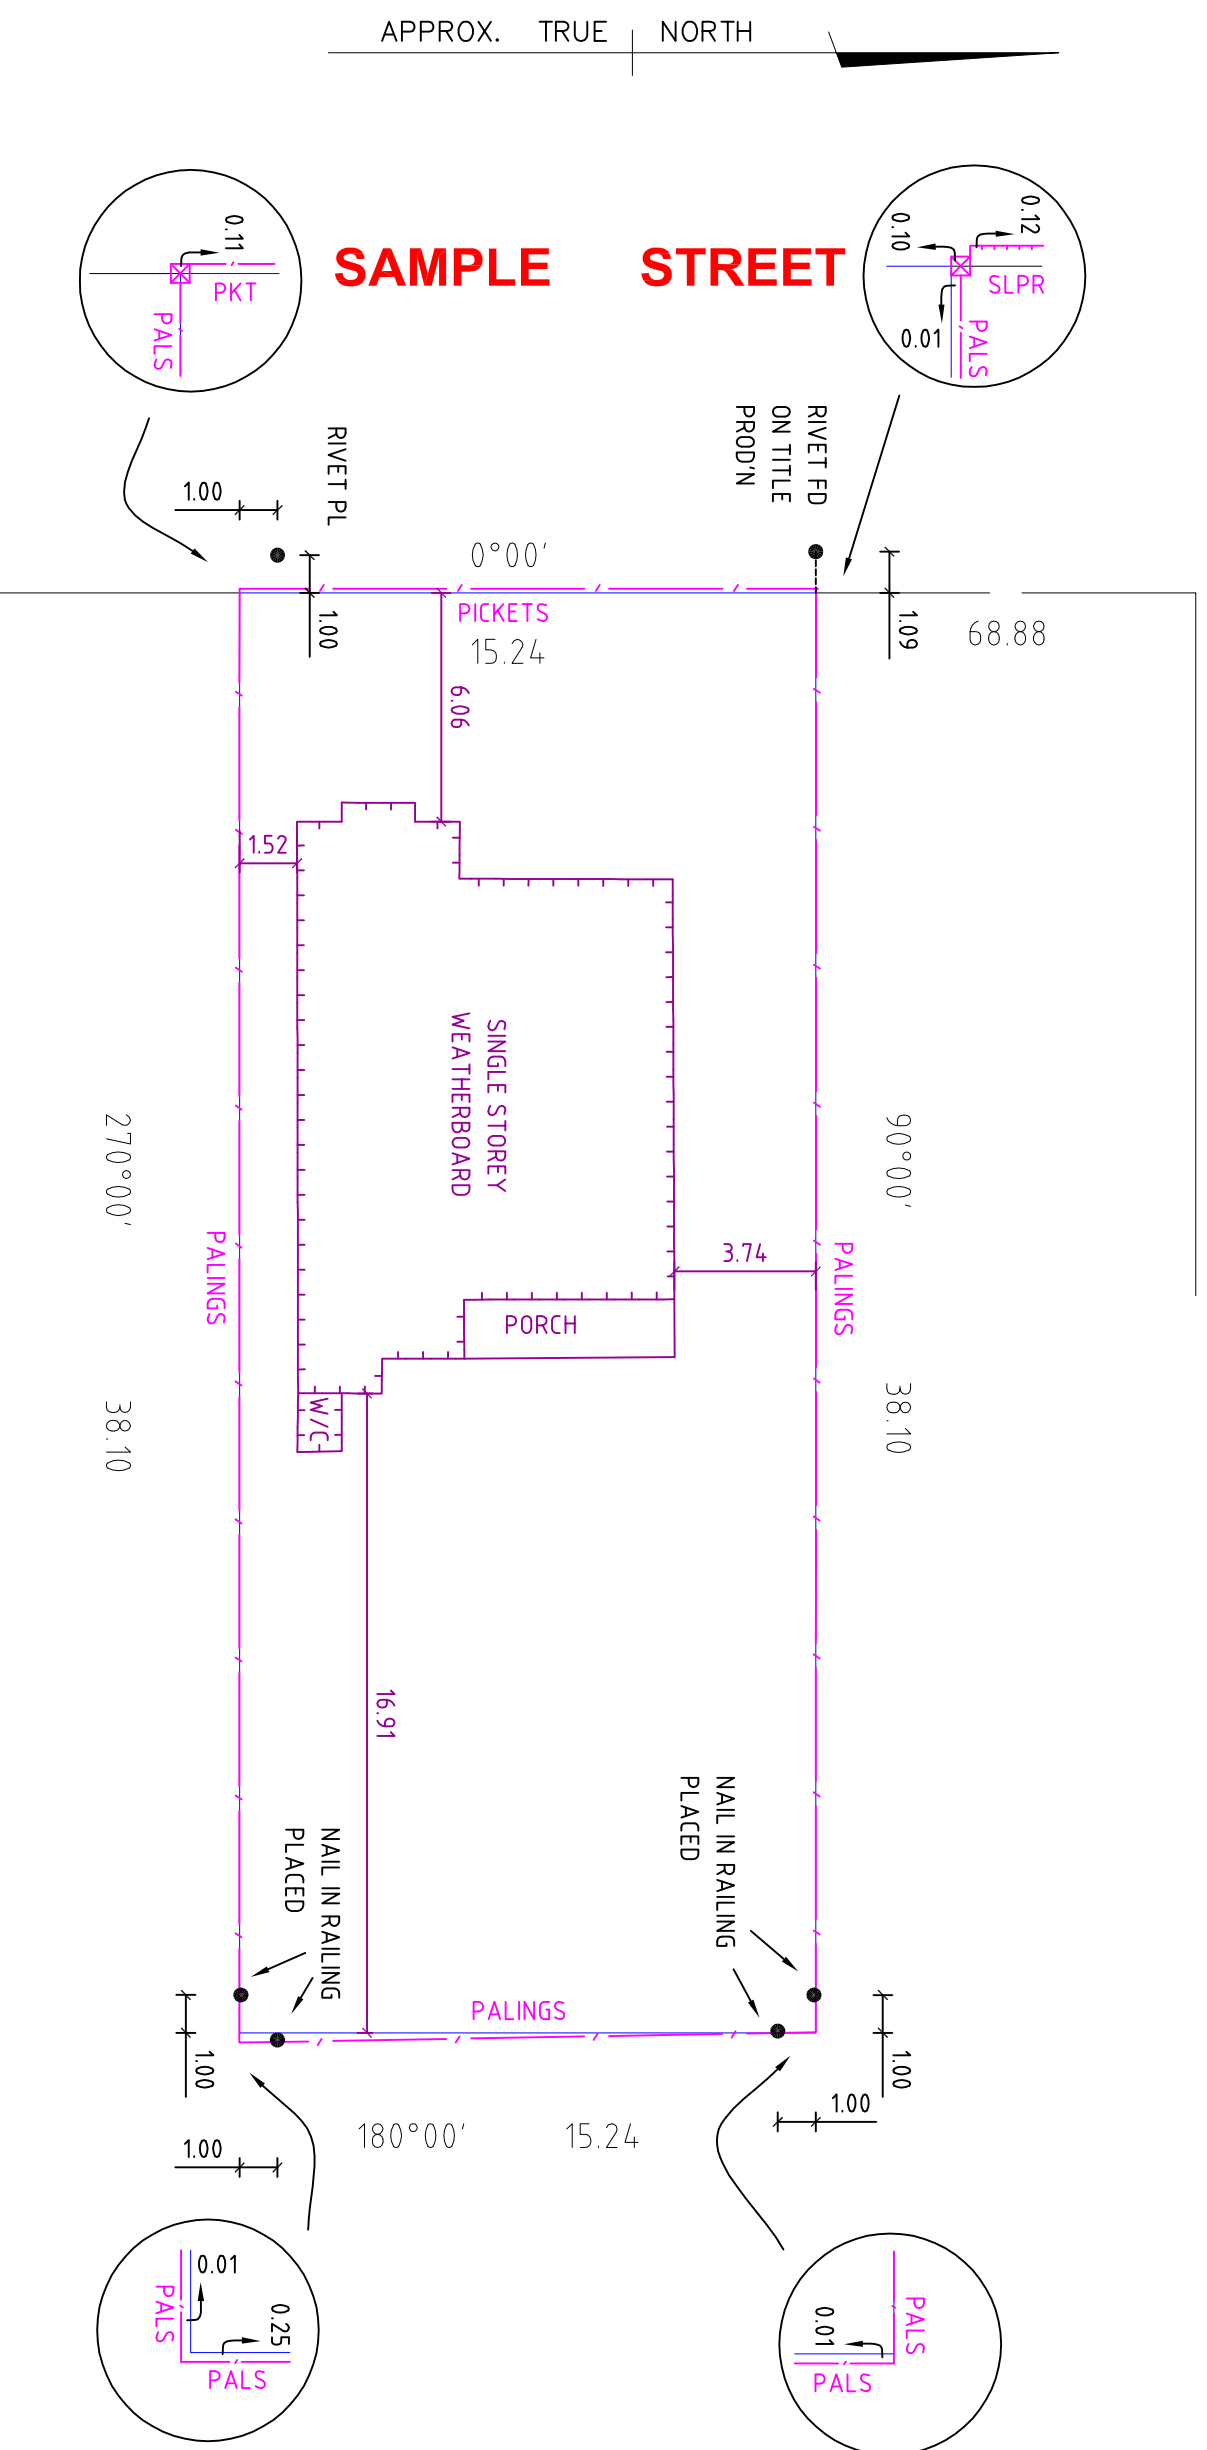 APPROX. TRUE NORTH
SAMPLE STREET
0.11
PKT
PALS
0.10
0.12
SLPR
0.01
PALS
RIVET FD
ON TITLE
PROD'N
RIVET PL
1.00
1.00
0°00'
PICKETS
15.24
1.09
68.88
6.06
1.52
SINGLE STOREY
WEATHERBOARD
270°00'
38.10
PALINGS
90°00'
38.10
PALINGS
3.74
PORCH
W/C
16.91
NAIL IN RAILING
PLACED
NAIL IN RAILING
PLACED
PALINGS
1.00
1.00
1.00
1.00
180°00'
15.24
0.01
PALS
0.25
PALS
0.01
PALS
PALS